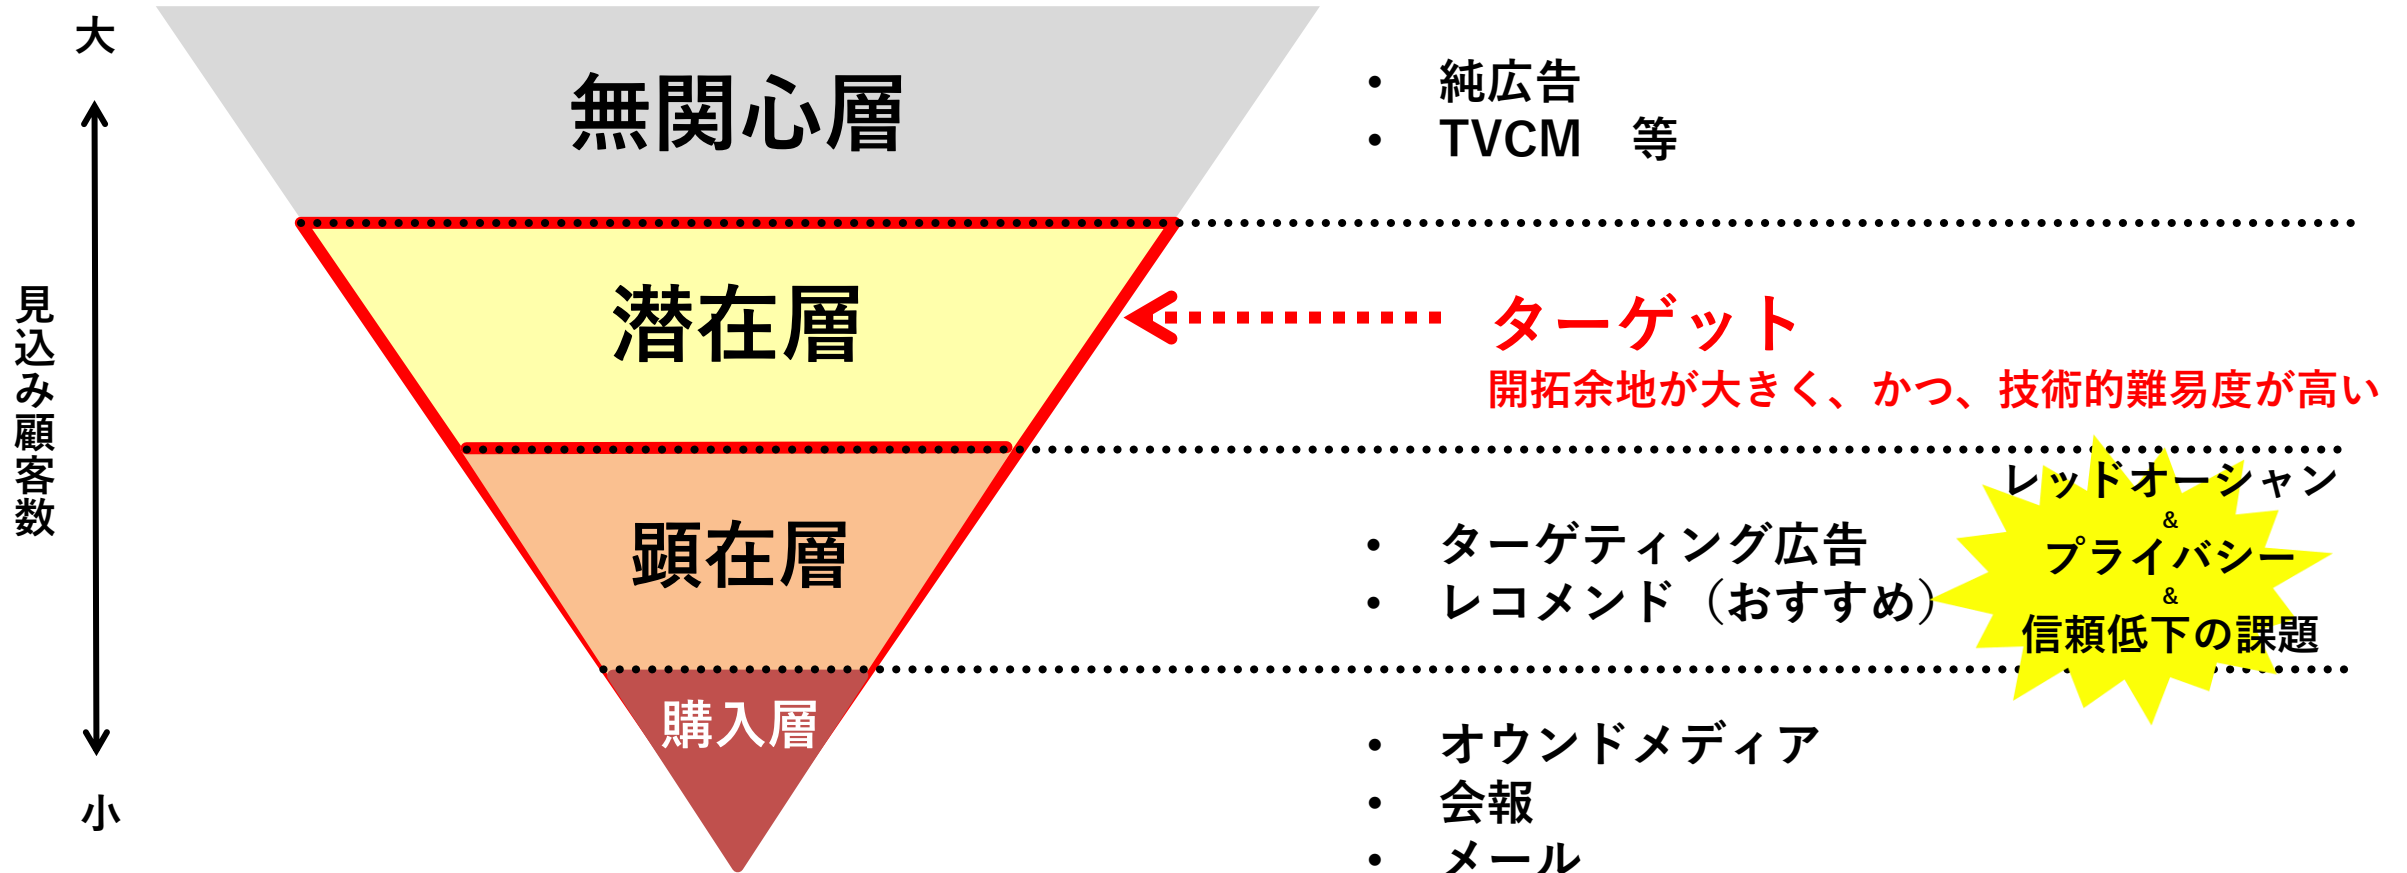 大
見込み顧客数
小
無関心層
潜在層
顕在層
購入層
• 純広告
• TVCM　等
ターゲット
開拓余地が大きく、かつ、技術的難易度が高い
• ターゲティング広告
• レコメンド（おすすめ）
レッドオーシャン
&
プライバシー
&
信頼低下の課題
• オウンドメディア
• 会報
• メール